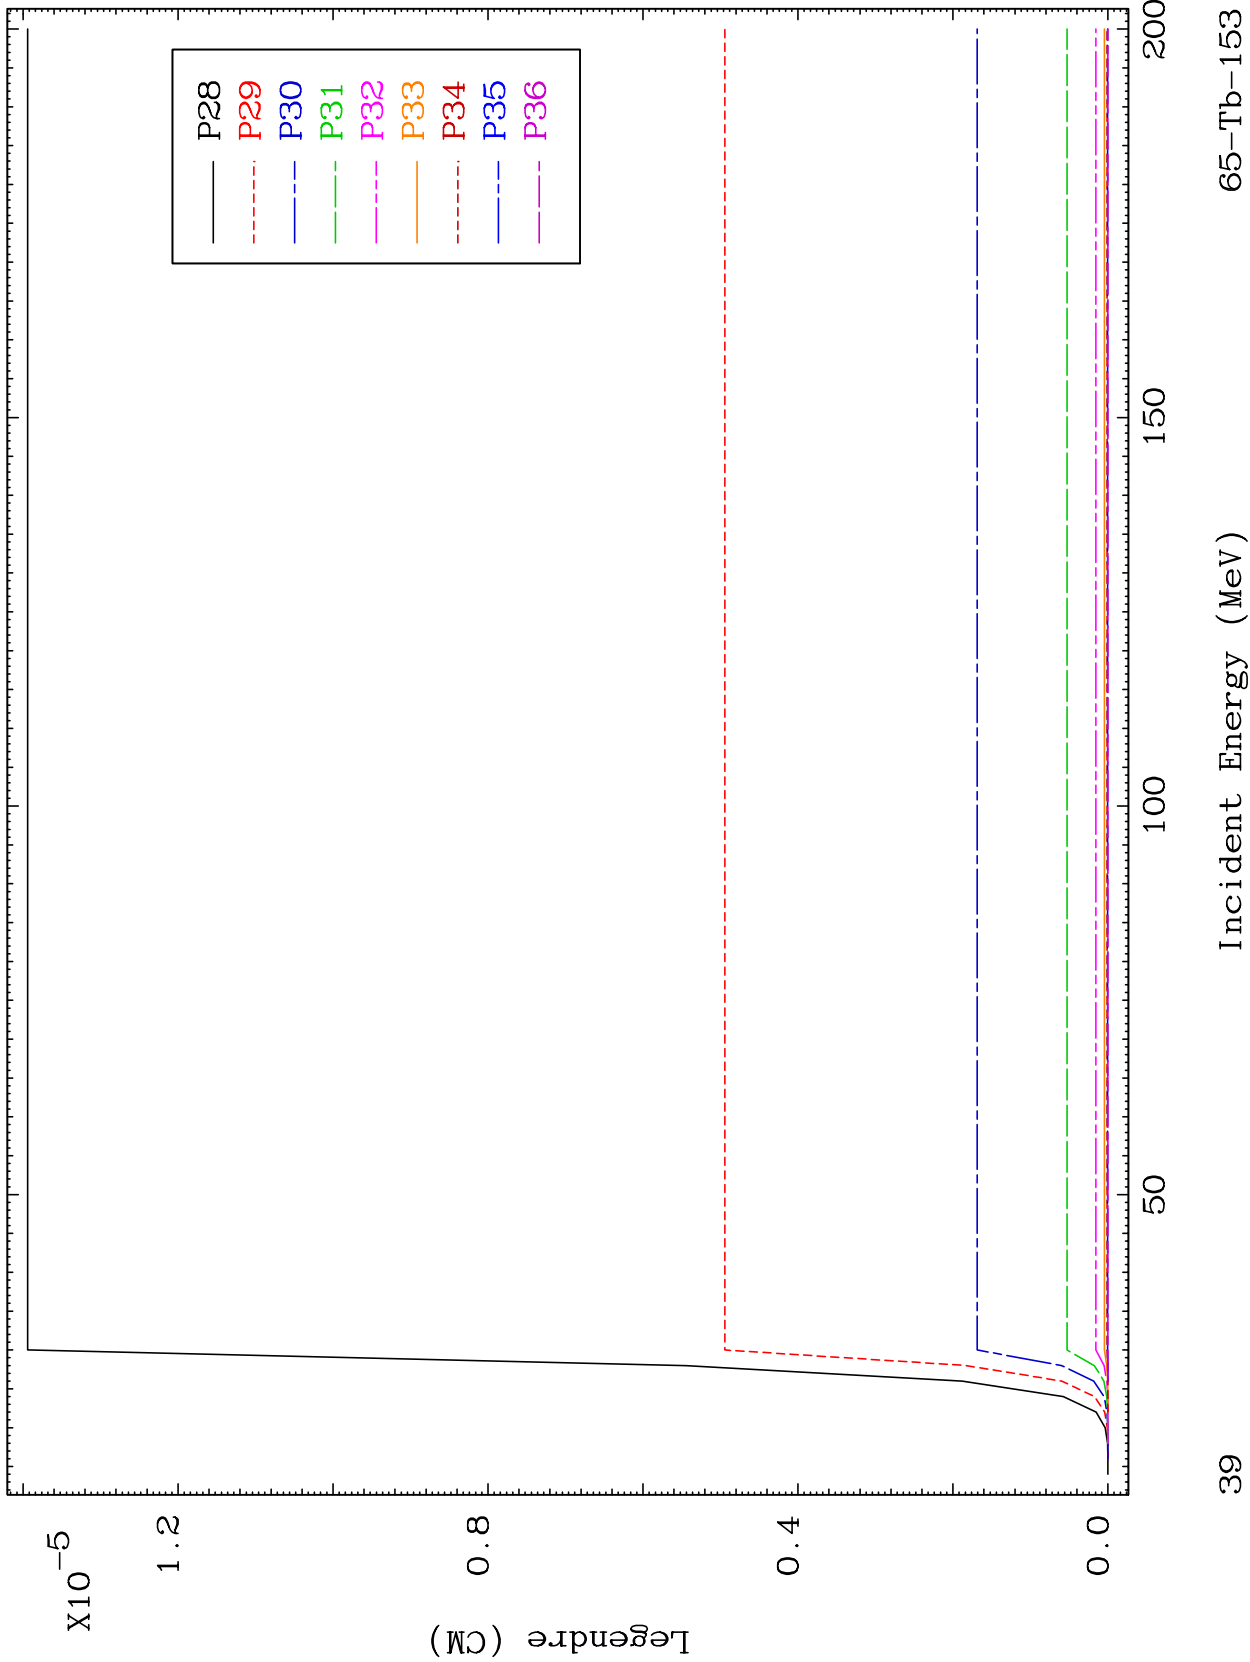 X10-5
1.2
0.8
0.4
0.0
Legendre (CM)
P28
P29
P30
P31
P32
P33
P34
P35
P36
50
100
150
200
39
Incident Energy (MeV)
65-Tb-153